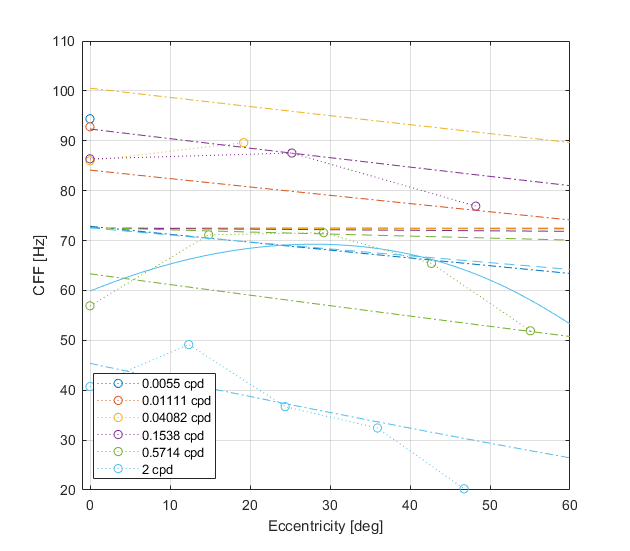 110
100
90
80
70
60
50
40
30
20
CFF [Hz]
0.0055 cpd
0.01111 cpd
0.04082 cpd
0.1538 cpd
0.5714 cpd
2 cpd
0 10 20 30 40 50 60
Eccentricity [deg]